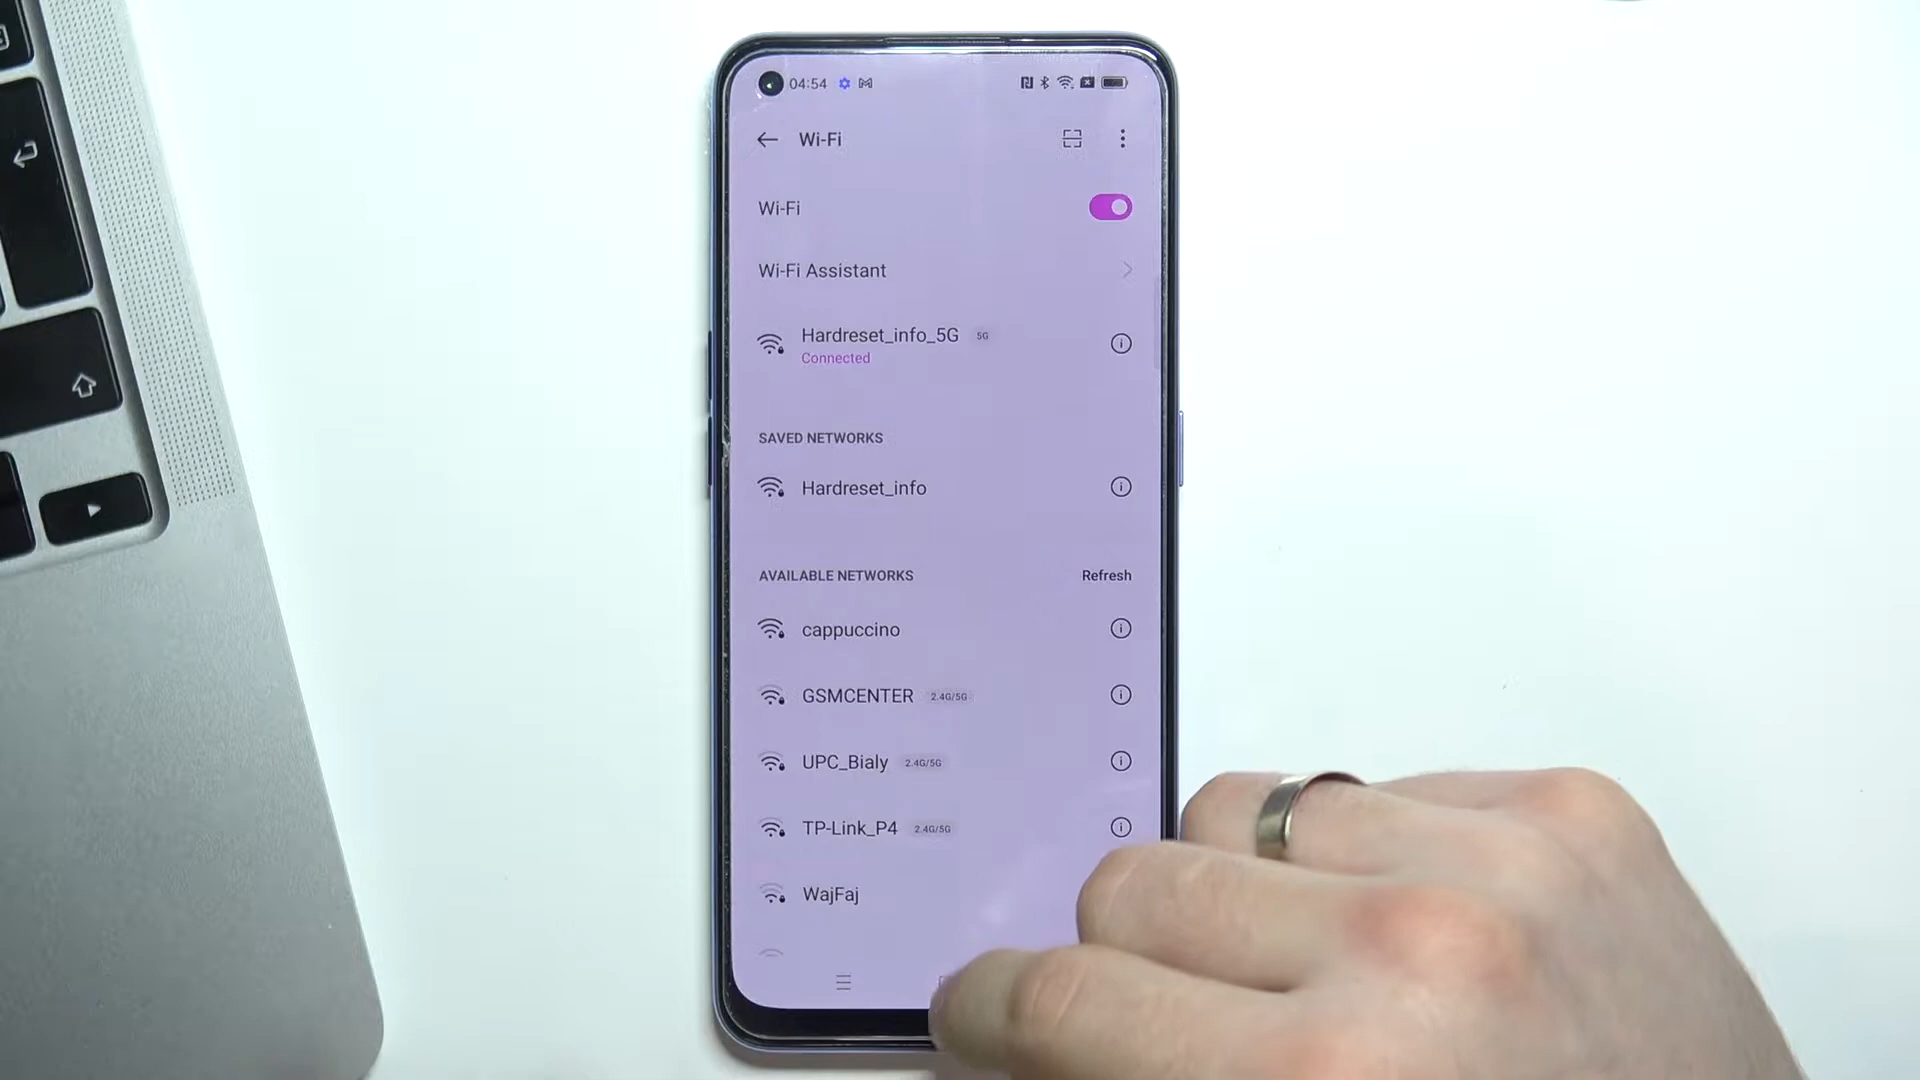 04:54
Wi-Fi
Wi-Fi
Wi-Fi Assistant
Hardreset_info_5G 5G
Connected
SAVED NETWORKS
Hardreset_info
AVAILABLE NETWORKS Refresh
cappuccino
GSMCENTER 2.4G/5G
UPC_Bialy 2.4G/5G
TP-Link_P4 2.4G/5G
WajFaj